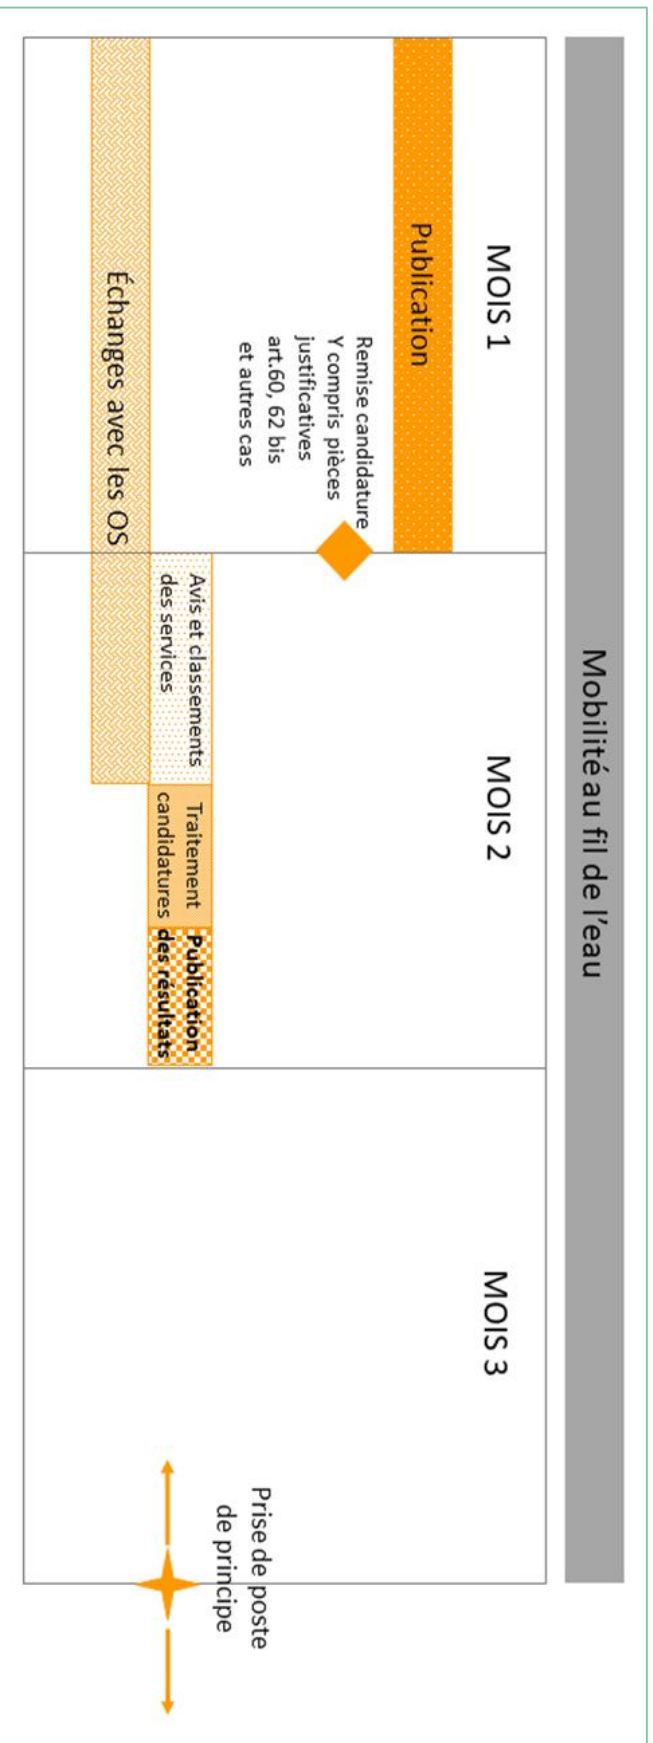 Mobilité au fil de l'eau
MOIS 1
MOIS 2
MOIS 3
Publication
Remise candidature
Y compris pièces
justificatives
art.60, 62 bis
et autres cas
Avis et classements
des services
Traitement
candidatures
Publication
des résultats
Prise de poste
de principe
Échanges avec les OS